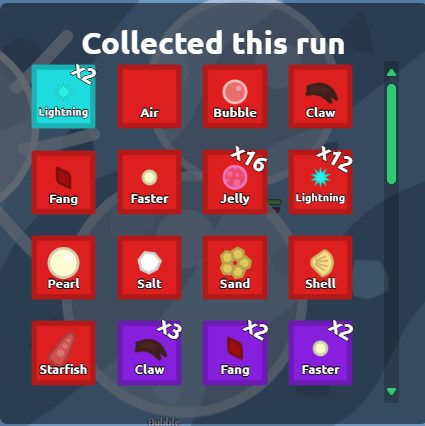 Collected this run
x2
Lightning
Air
Bubble
Claw
Fang
Faster
x16
Jelly
x12
Lightning
Pearl
Salt
Sand
Shell
Starfish
x3
Claw
x2
Fang
x2
Faster
Bubble